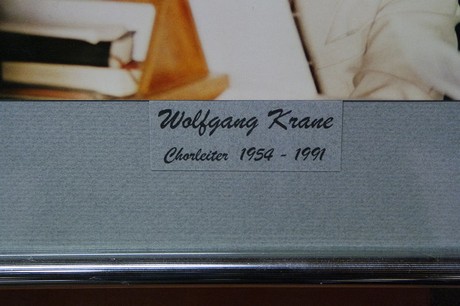 Wolfgang Krane
Chorleiter 1954 - 1991